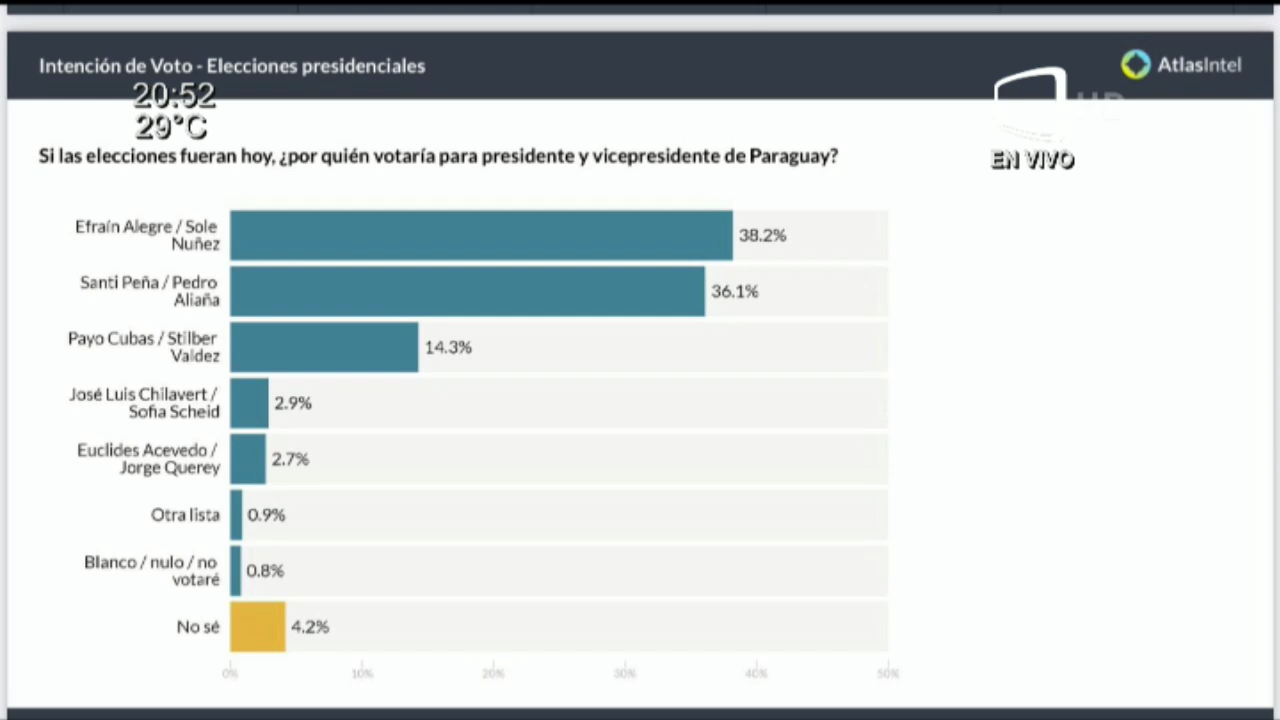 Intención de Voto - Elecciones presidenciales
AtlasIntel
20:52
29°C
HD
EN VIVO
Si las elecciones fueran hoy, ¿por quién votaría para presidente y vicepresidente de Paraguay?
Efraín Alegre / Sole
Nuñez
38.2%
Santi Peña / Pedro
Aliaña
36.1%
Payo Cubas / Stilber
Valdez
14.3%
José Luis Chilavert /
Sofia Scheid
2.9%
Euclides Acevedo /
Jorge Querey
2.7%
Otra lista
0.9%
Blanco / nulo / no
votaré
0.8%
No sé
4.2%
0% 10% 20% 30% 40% 50%